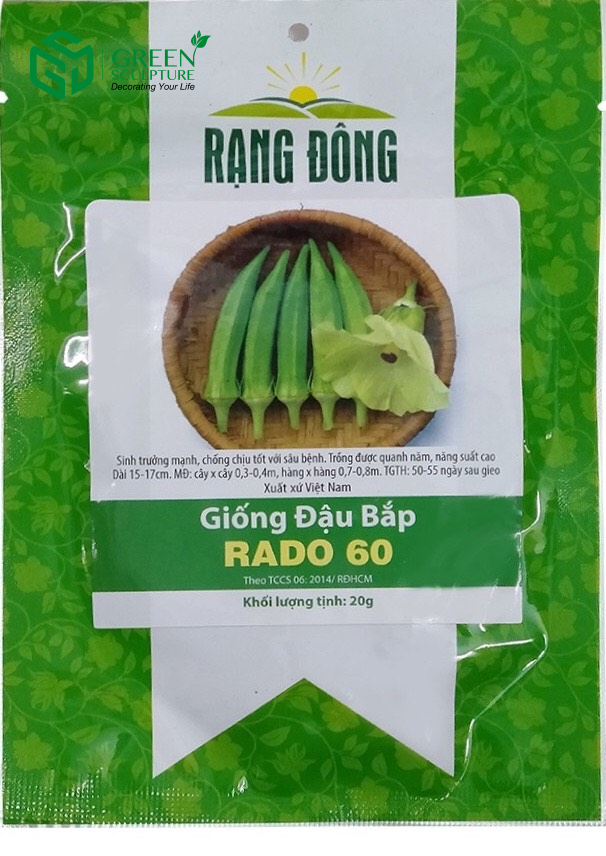 GREEN
SCULPTURE
Decorating Your Life
RẠNG ĐÔNG
Sinh trưởng mạnh, chống chịu tốt với sâu bệnh. Trồng được quanh năm, năng suất cao
Dài 15-17cm. MĐ: cây x cây 0,3-0,4m, hàng x hàng 0,7-0,8m. TGTH: 50-55 ngày sau gieo
Xuất xứ Việt Nam
Giống Đậu Bắp
RADO 60
Theo TCCS 06: 2014/ RĐHCM
Khối lượng tịnh: 20g